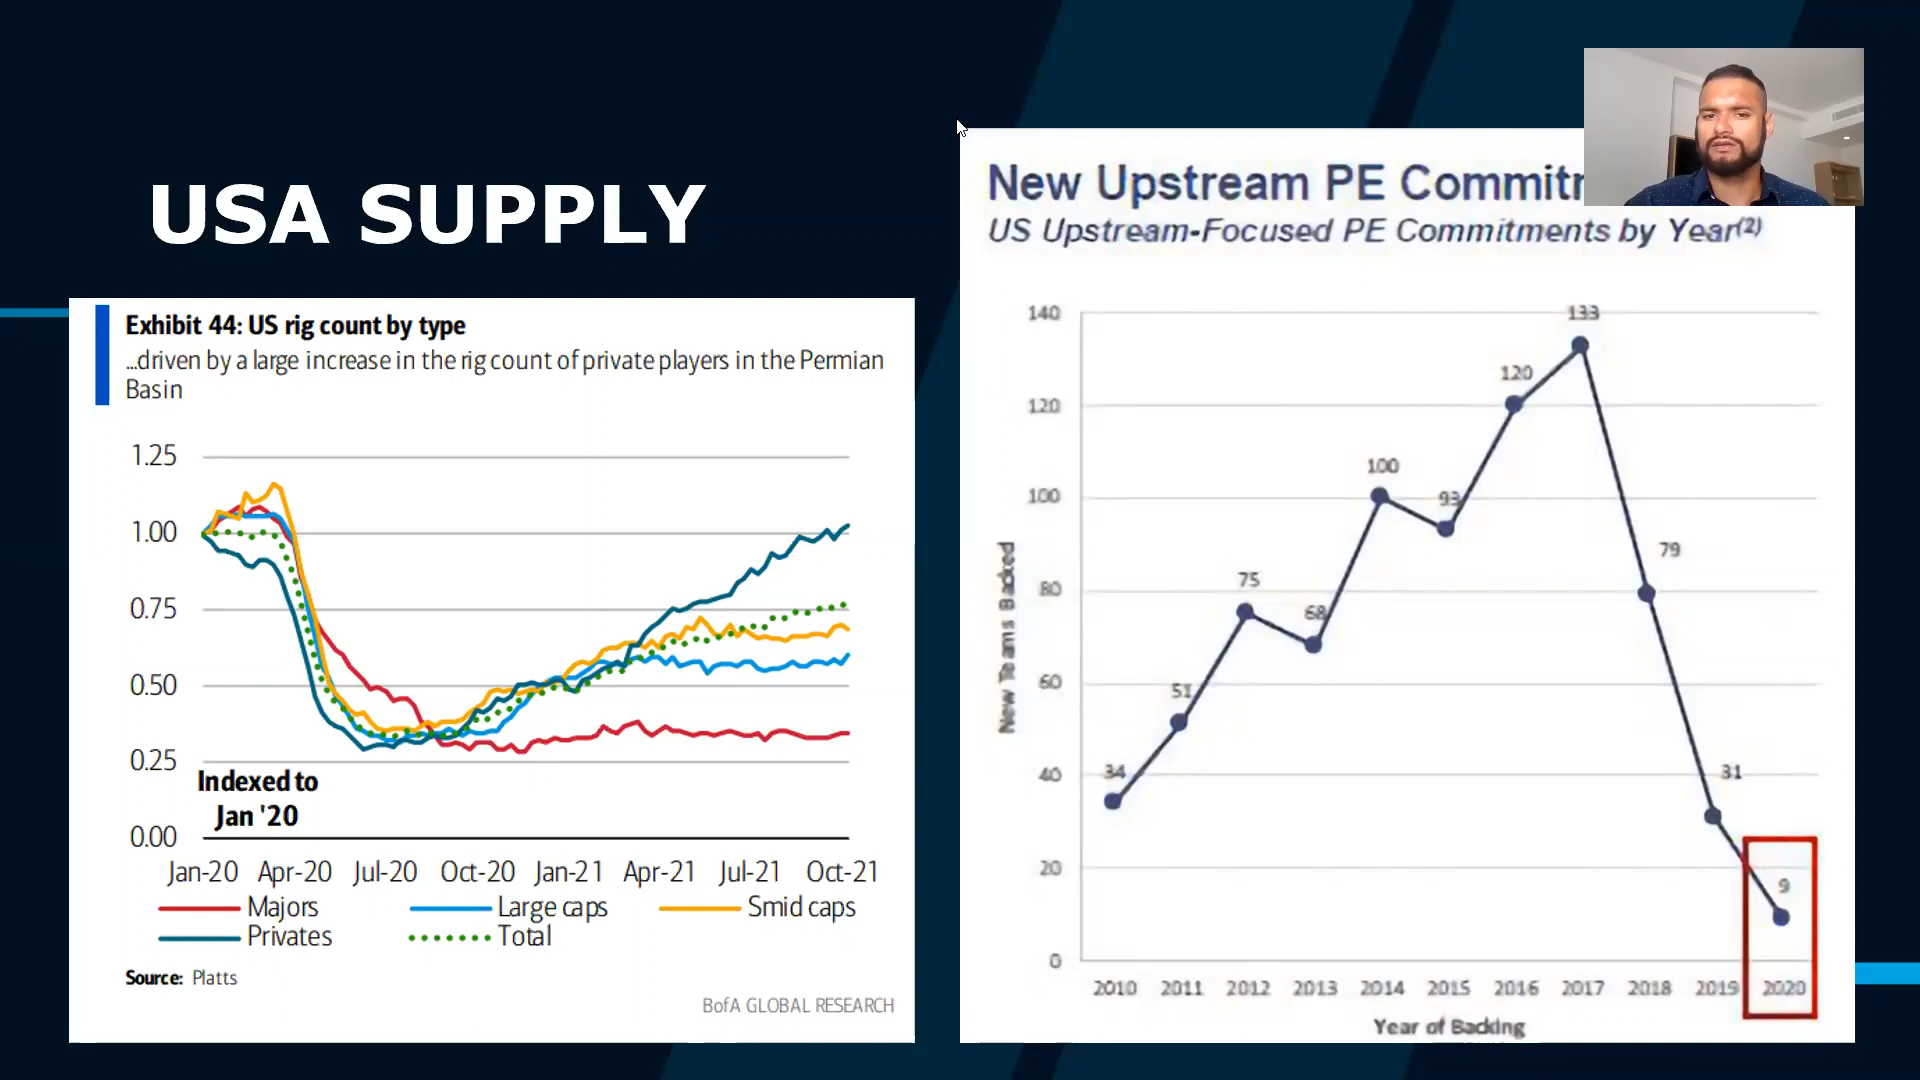 USA SUPPLY
Exhibit 44: US rig count by type
...driven by a large increase in the rig count of private players in the Permian
Basin
1.25
1.00
0.75
0.50
0.25
Indexed to
Jan '20
0.00
Jan-20 Apr-20 Jul-20 Oct-20 Jan-21 Apr-21 Jul-21 Oct-21
Majors Large caps Smid caps
Privates Total
Source: Platts
BofA GLOBAL RESEARCH
New Upstream PE
US Upstream-Focused PE Commitments by Year(2)
140
120
100
80
60
40
20
0
New Teams Backed
34
51
75
68
100
93
120
133
79
31
9
2010 2011 2012 2013 2014 2015 2016 2017 2018 2019 2020
Year of Backing